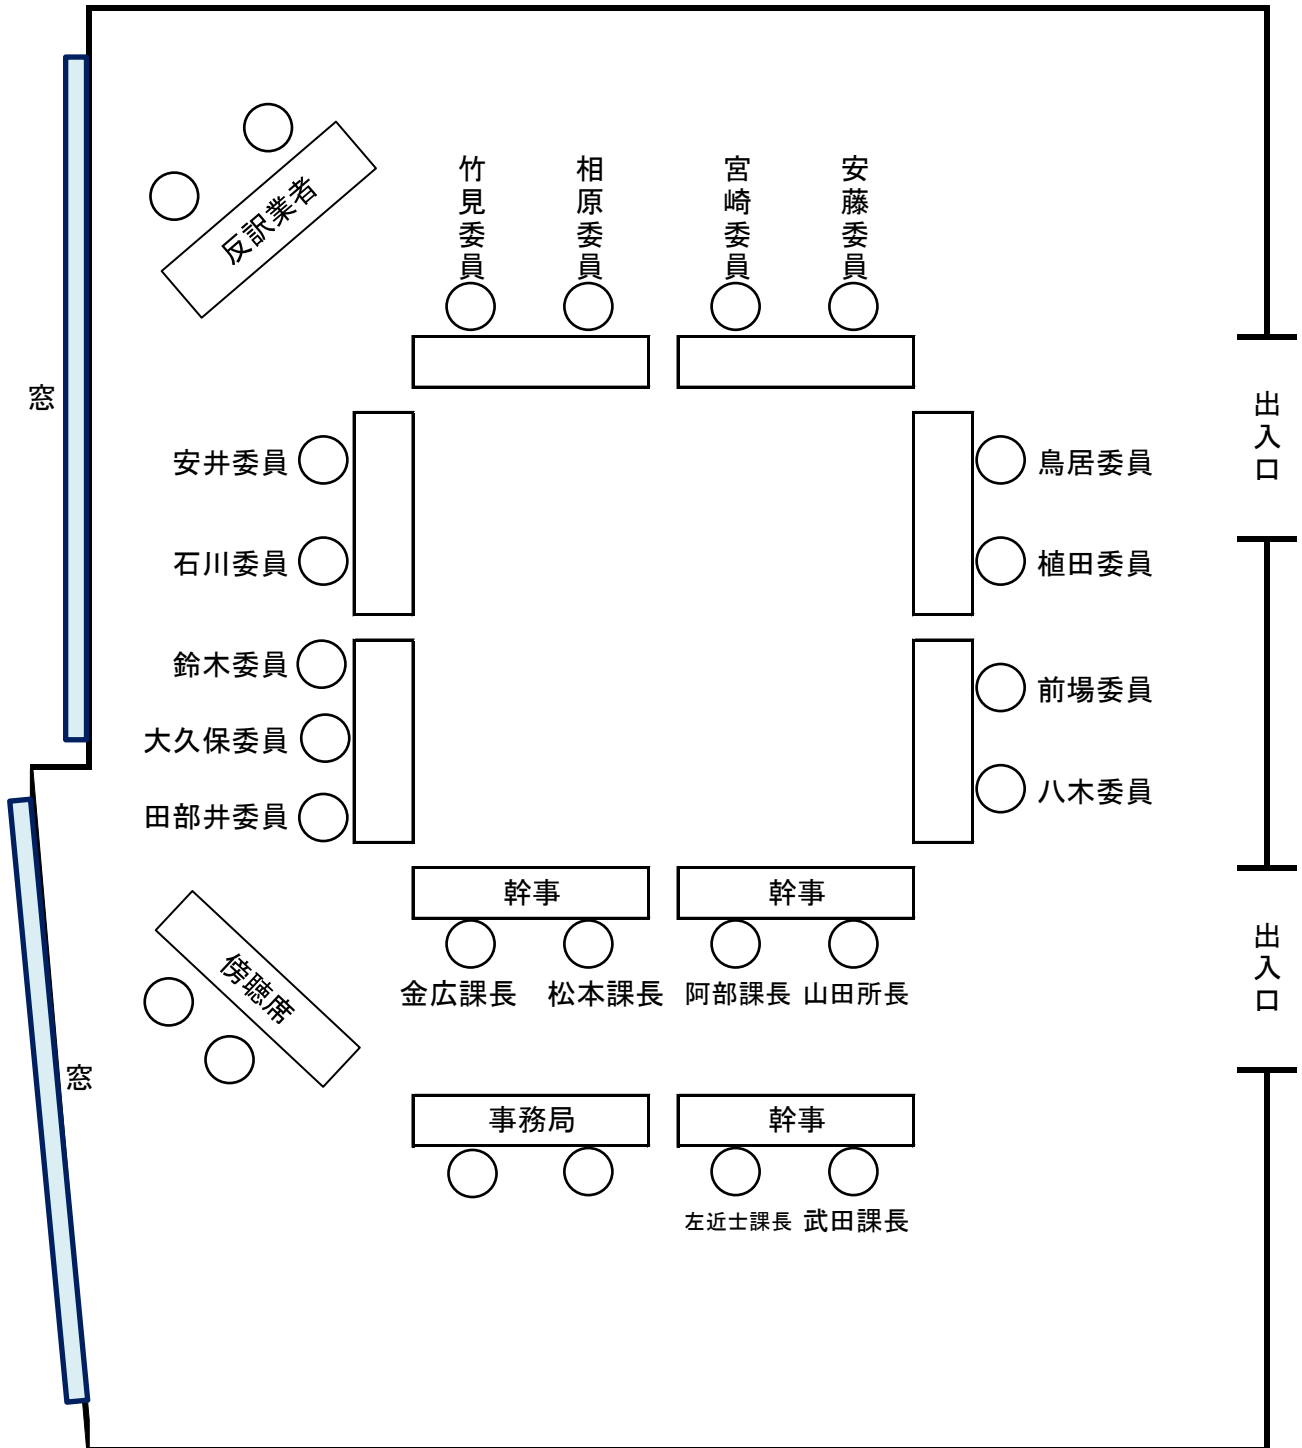 反訳業者
竹見委員
相原委員
宮崎委員
安藤委員
窓
出入口
安井委員
鳥居委員
石川委員
植田委員
鈴木委員
前場委員
大久保委員
八木委員
田部井委員
幹事
幹事
出入口
傍聴席
金広課長
松本課長
阿部課長
山田所長
窓
事務局
幹事
左近士課長
武田課長